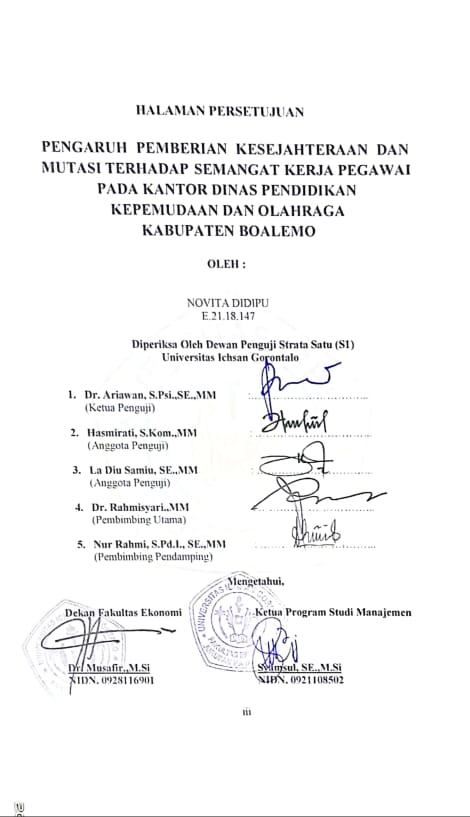 HALAMAN PERSETUJUAN
PENGARUH PEMBERIAN KESEJAHTERAAN DAN
MUTASI TERHADAP SEMANGAT KERJA PEGAWAI
PADA KANTOR DINAS PENDIDIKAN
KEPEMUDAAN DAN OLAHRAGA
KABUPATEN BOALEMO
OLEH :
NOVITA DIDIPU
E.21.18.147
Diperiksa Oleh Dewan Penguji Strata Satu (S1)
Universitas Ichsan Gorontalo
1. Dr. Ariawan, S.Psi.,SE.,MM
(Ketua Penguji)
2. Hasmirati, S.Kom.,MM
(Anggota Penguji)
3. La Diu Samiu, SE.,MM
(Anggota Penguji)
4. Dr. Rahmisyari.,MM
(Pembimbing Utama)
5. Nur Rahmi, S.Pd.I., SE.,MM
(Pembimbing Pendamping)
Mengetahui,
Dekan Fakultas Ekonomi
Ketua Program Studi Manajemen
Dr. Musafir.,M.Si
NIDN. 0928116901
Syamsul, SE.,M.Si
NIDN. 0921108502
iii